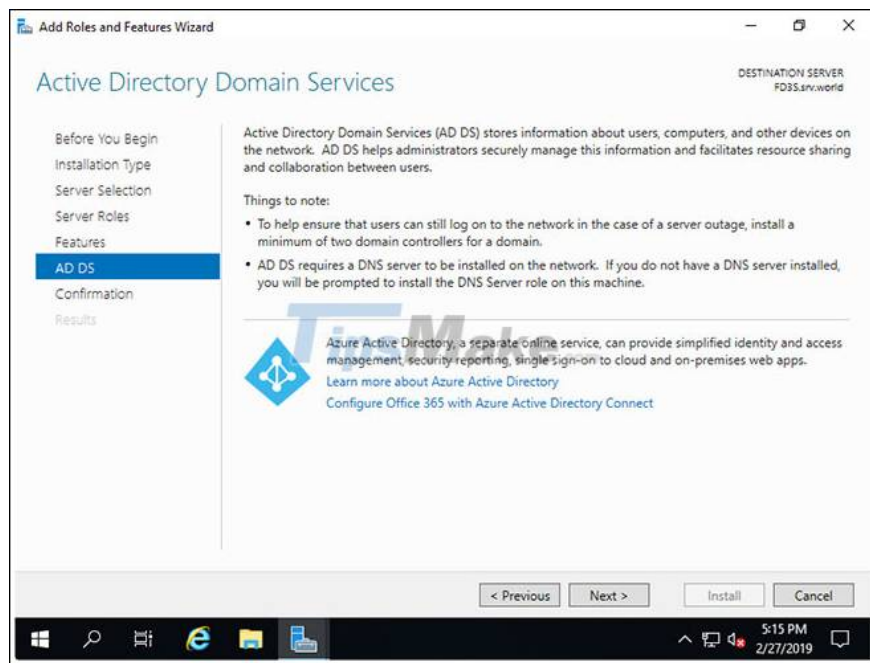 Add Roles and Features Wizard
Active Directory Domain Services
DESTINATION SERVER
FD3S.srv.world
Before You Begin
Installation Type
Server Selection
Server Roles
Features
AD DS
Confirmation
Results
Active Directory Domain Services (AD DS) stores information about users, computers, and other devices on
the network. AD DS helps administrators securely manage this information and facilitates resource sharing
and collaboration between users.
Things to note:
• To help ensure that users can still log on to the network in the case of a server outage, install a
minimum of two domain controllers for a domain.
• AD DS requires a DNS server to be installed on the network. If you do not have a DNS server installed,
you will be prompted to install the DNS Server role on this machine.
TipsMake
Azure Active Directory, a separate online service, can provide simplified identity and access
management, security reporting, single sign-on to cloud and on-premises web apps.
Learn more about Azure Active Directory
Configure Office 365 with Azure Active Directory Connect
< Previous
Next >
Install
Cancel
5:15 PM
2/27/2019